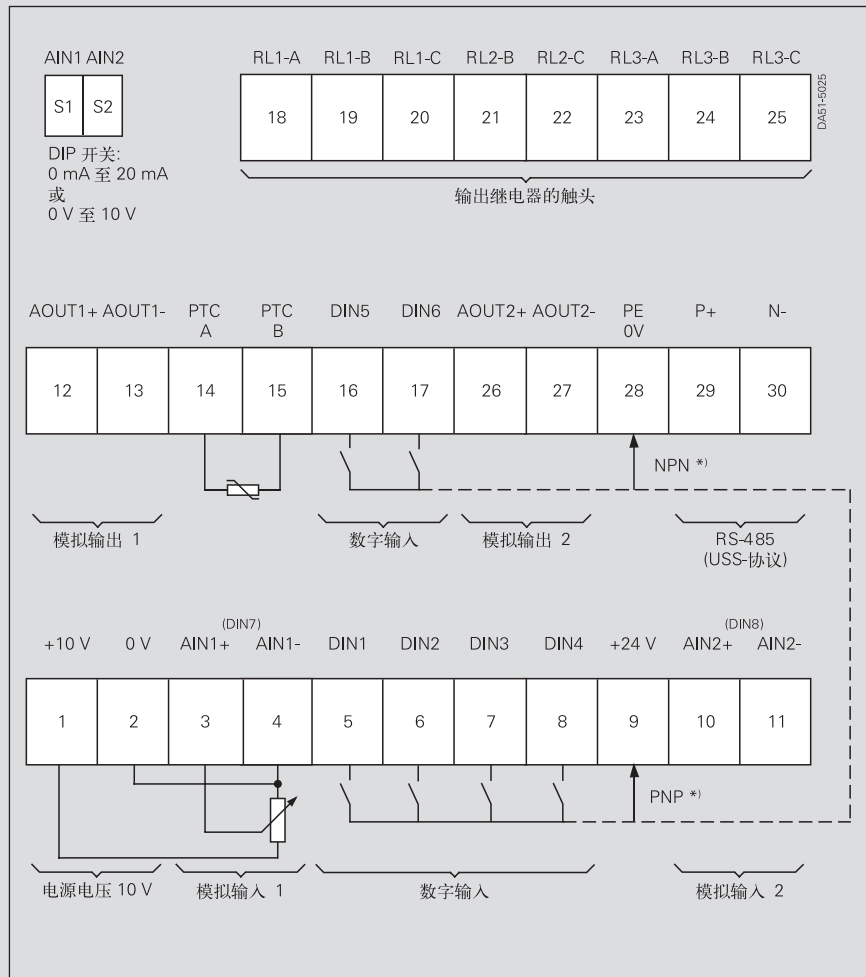 AIN1 AIN2
S1 S2
DIP 开关:
0 mA 至 20 mA
或
0 V 至 10 V
RL1-A RL1-B RL1-C RL2-B RL2-C RL3-A RL3-B RL3-C
18 19 20 21 22 23 24 25
DA51-5025
输出继电器的触头
AOUT1+ AOUT1- PTC PTC DIN5 DIN6 AOUT2+ AOUT2- PE P+ N-
A B 0V
12 13 14 15 16 17 26 27 28 29 30
NPN *)
模拟输出 1 数字输入 模拟输出 2 RS-485
(USS-协议)
(DIN7) (DIN8)
+10 V 0 V AIN1+ AIN1- DIN1 DIN2 DIN3 DIN4 +24 V AIN2+ AIN2-
1 2 3 4 5 6 7 8 9 10 11
PNP *)
电源电压 10 V 模拟输入 1 数字输入 模拟输入 2